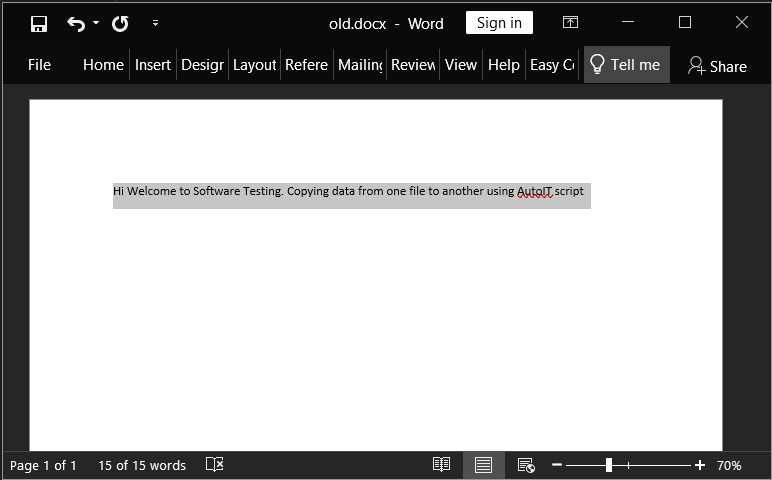 old.docx - Word
Sign in
File Home Insert Desigr Layout Refere Mailing Review View Help Easy Co Tell me Share
Hi Welcome to Software Testing. Copying data from one file to another using AutoIT script
Page 1 of 1 15 of 15 words 70%